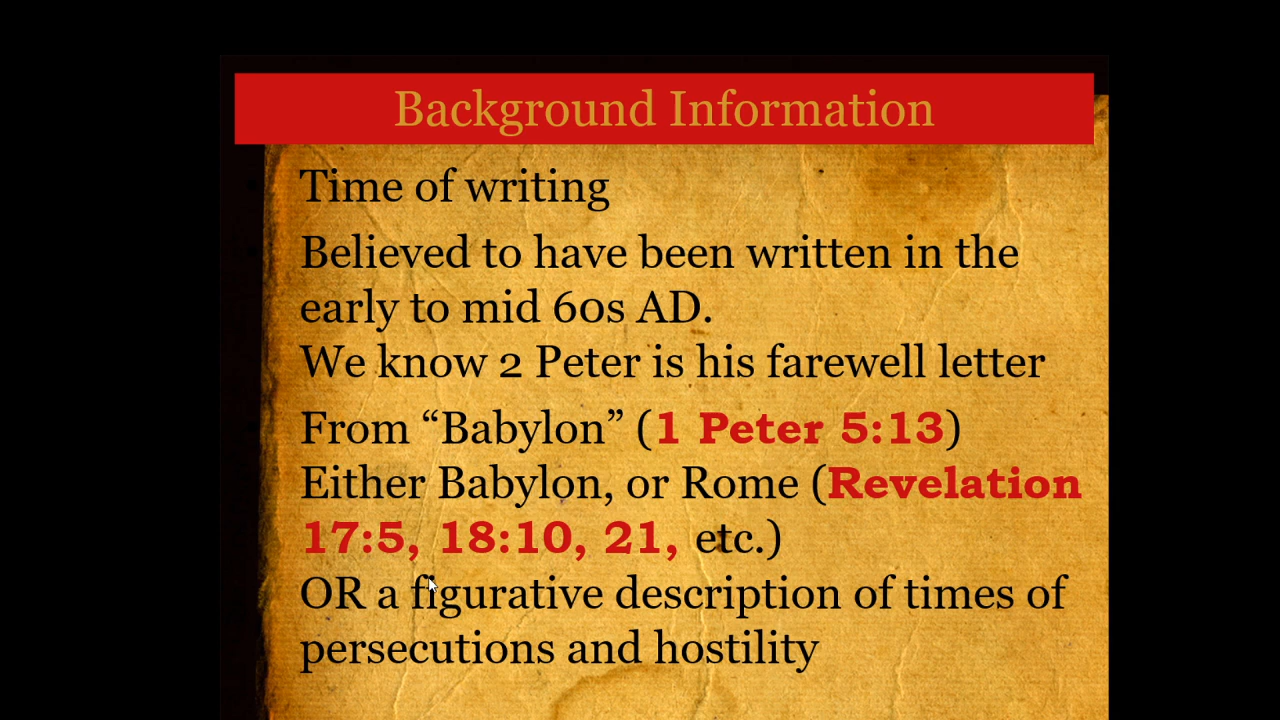 Background Information
Time of writing
Believed to have been written in the
early to mid 60s AD.
We know 2 Peter is his farewell letter
From “Babylon” (1 Peter 5:13)
Either Babylon, or Rome (Revelation
17:5, 18:10, 21, etc.)
OR a figurative description of times of
persecutions and hostility